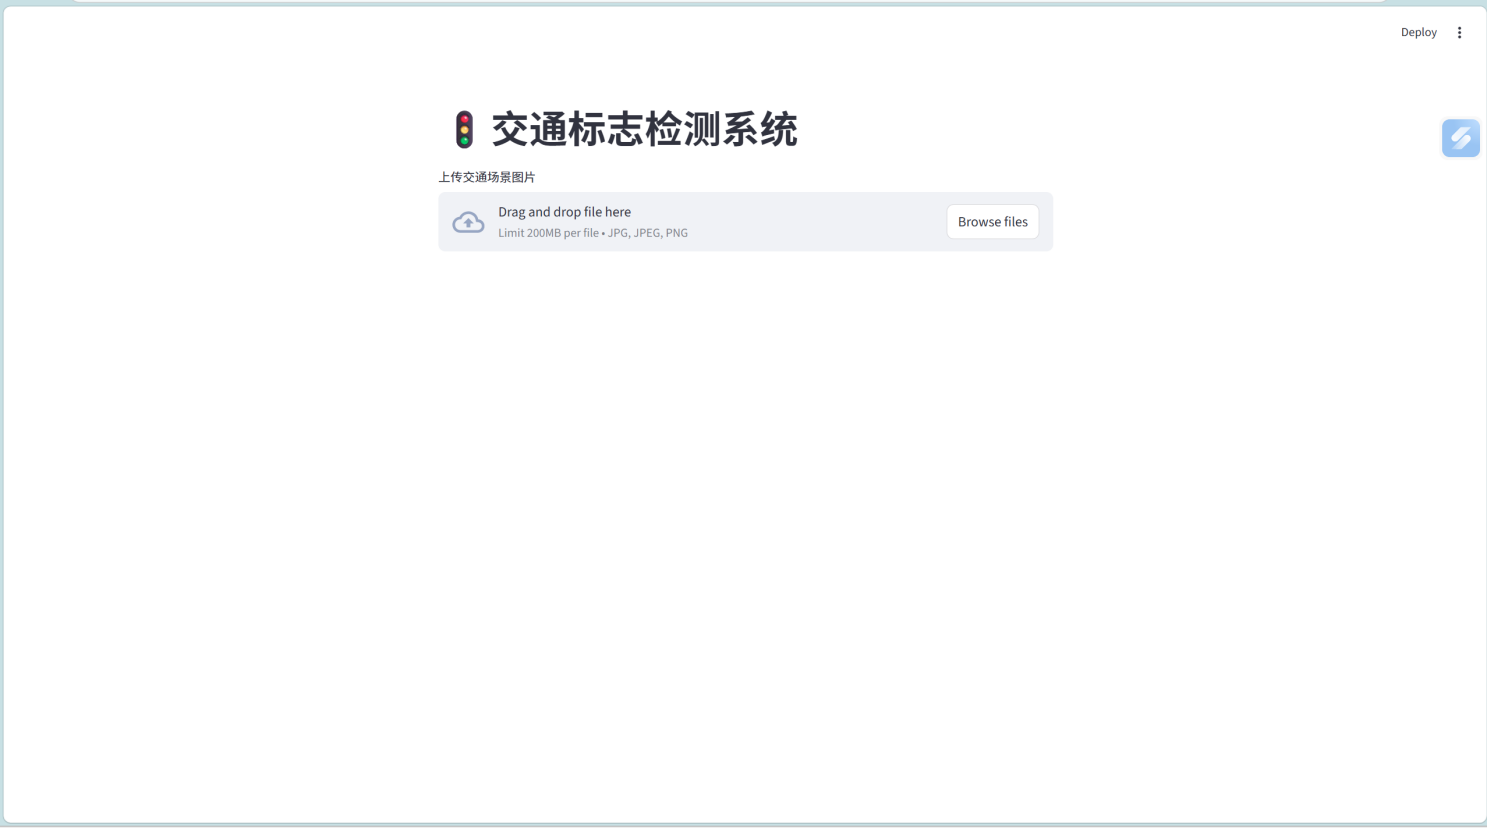 Deploy
交通标志检测系统
上传交通场景图片
Drag and drop file here
Limit 200MB per file • JPG, JPEG, PNG
Browse files